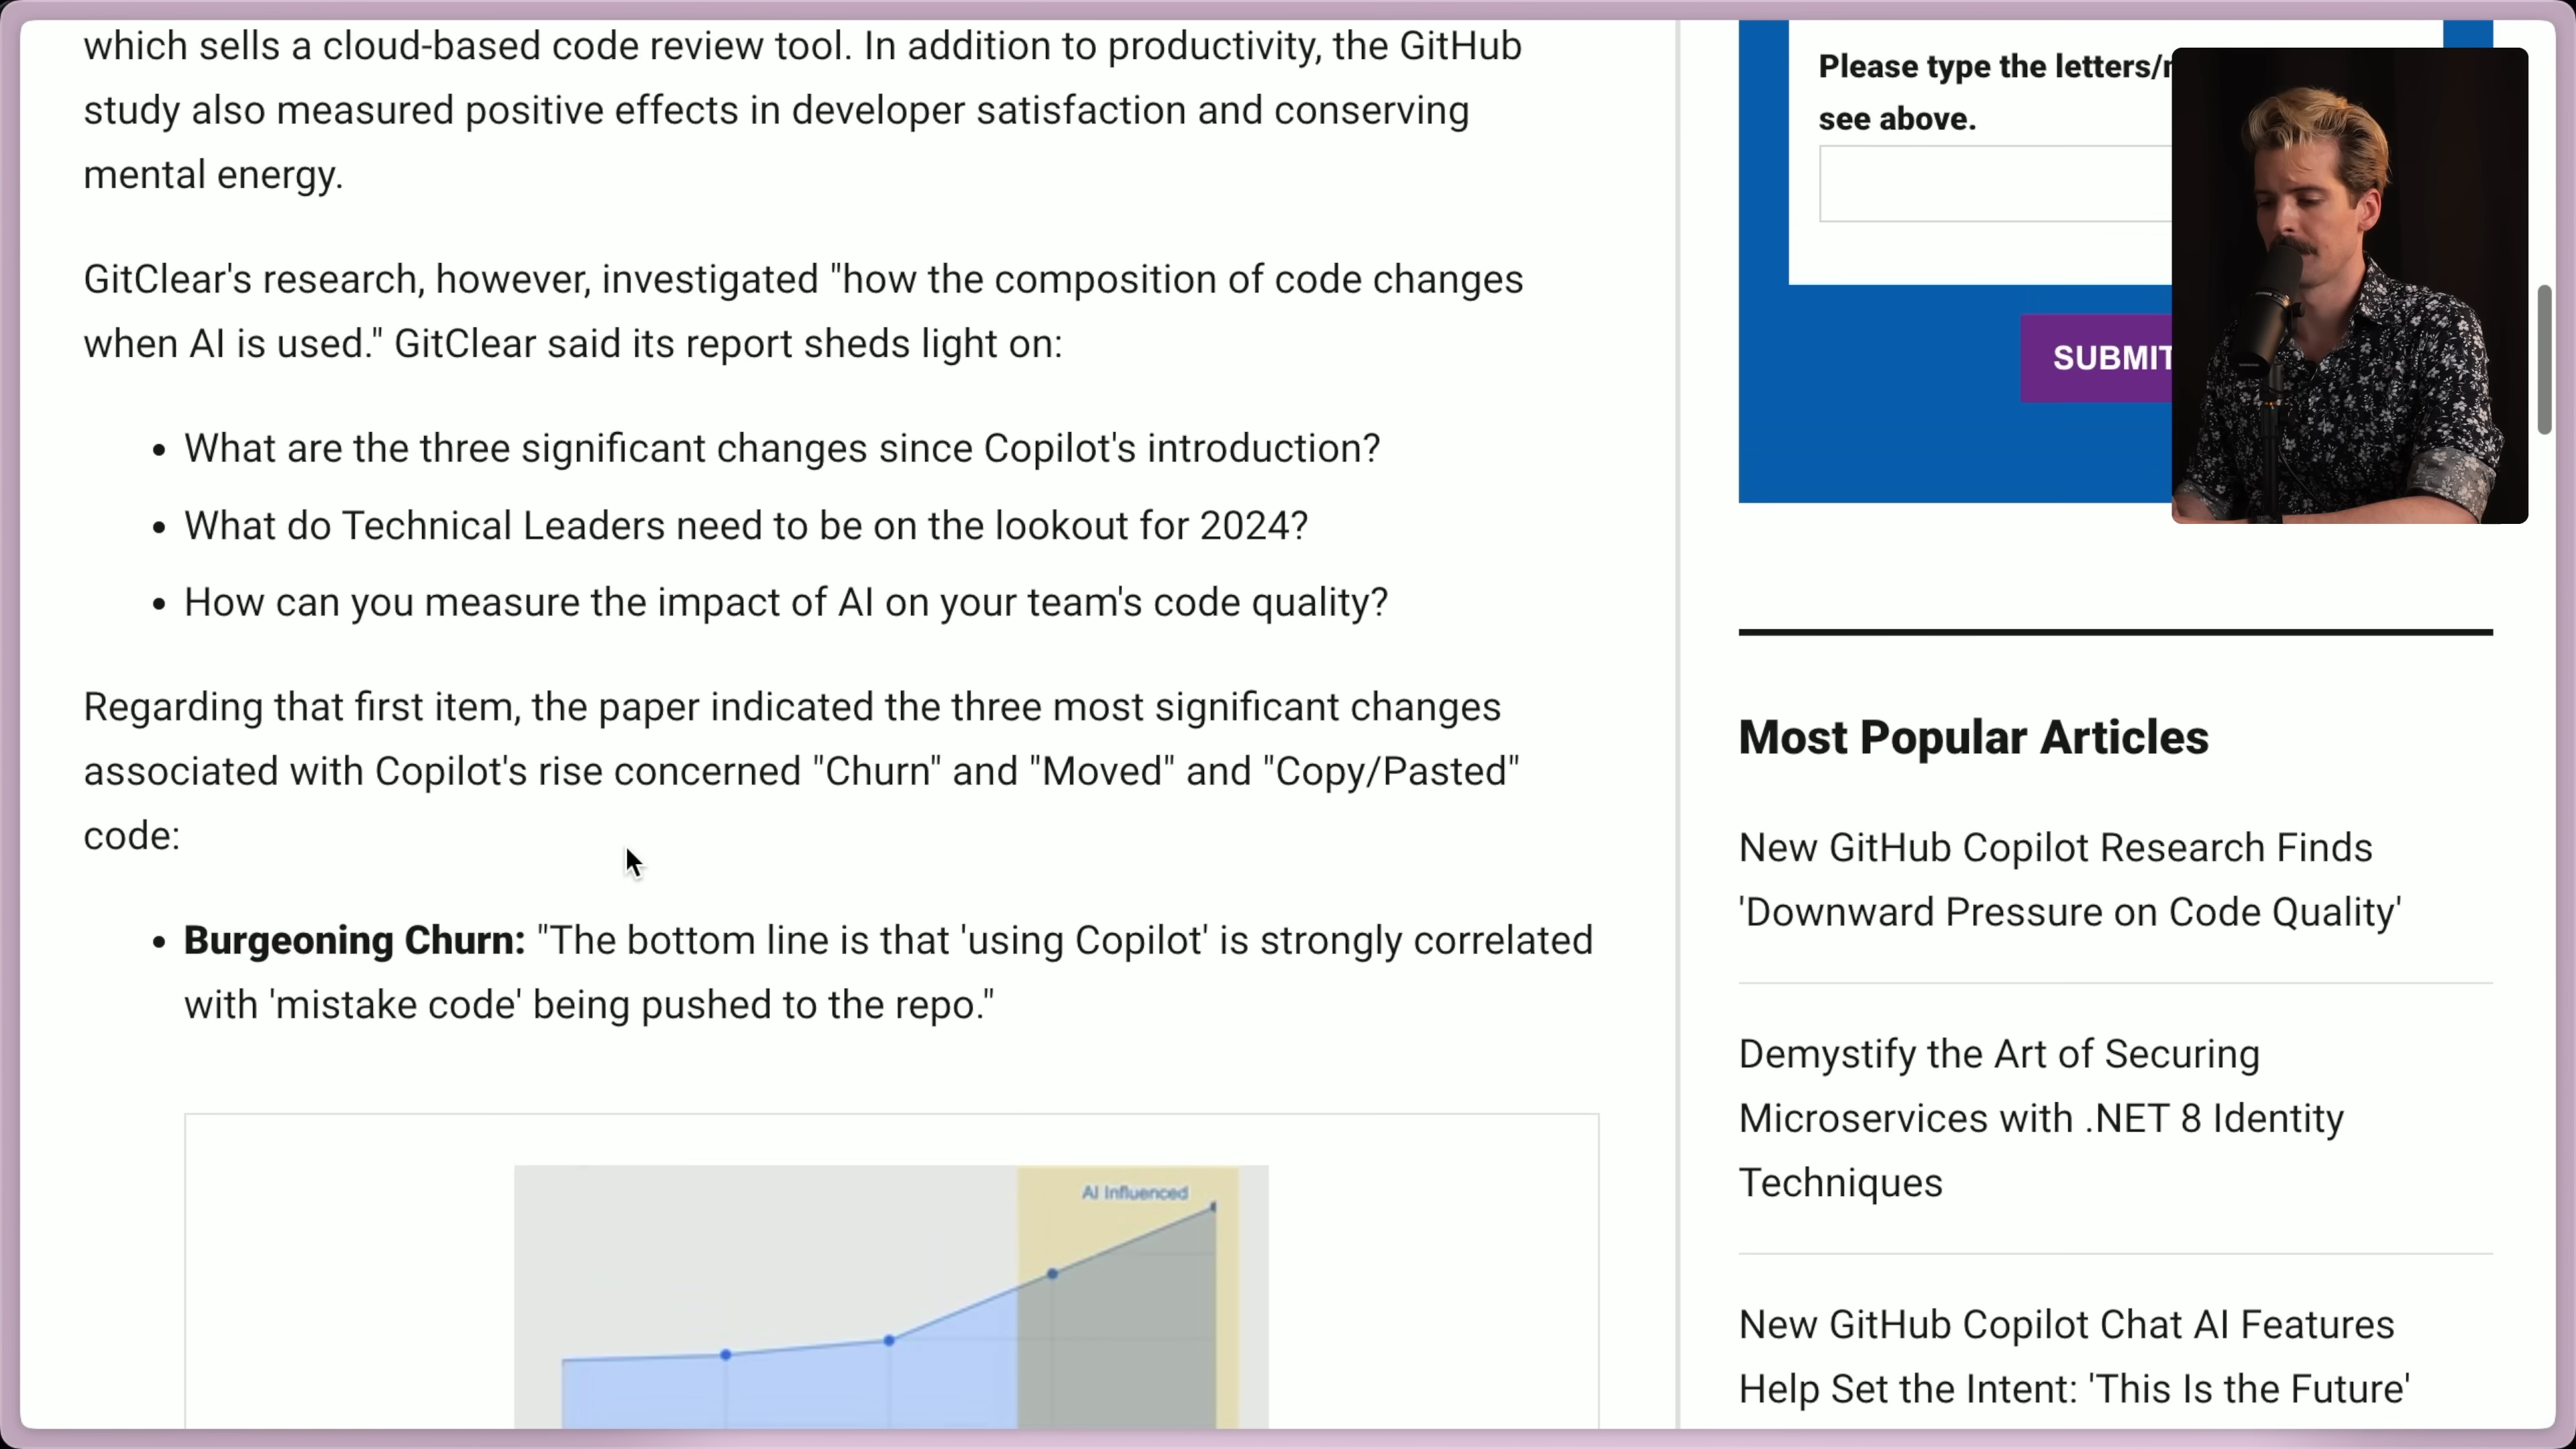 which sells a cloud-based code review tool. In addition to productivity, the GitHub
study also measured positive effects in developer satisfaction and conserving
mental energy.
GitClear's research, however, investigated "how the composition of code changes
when AI is used." GitClear said its report sheds light on:
• What are the three significant changes since Copilot's introduction?
• What do Technical Leaders need to be on the lookout for 2024?
• How can you measure the impact of AI on your team's code quality?
Regarding that first item, the paper indicated the three most significant changes
associated with Copilot's rise concerned "Churn" and "Moved" and "Copy/Pasted"
code:
• Burgeoning Churn: "The bottom line is that 'using Copilot' is strongly correlated
with 'mistake code' being pushed to the repo."
AI Influenced
Please type the letters/
see above.
SUBMIT
Most Popular Articles
New GitHub Copilot Research Finds
'Downward Pressure on Code Quality'
Demystify the Art of Securing
Microservices with .NET 8 Identity
Techniques
New GitHub Copilot Chat AI Features
Help Set the Intent: 'This Is the Future'